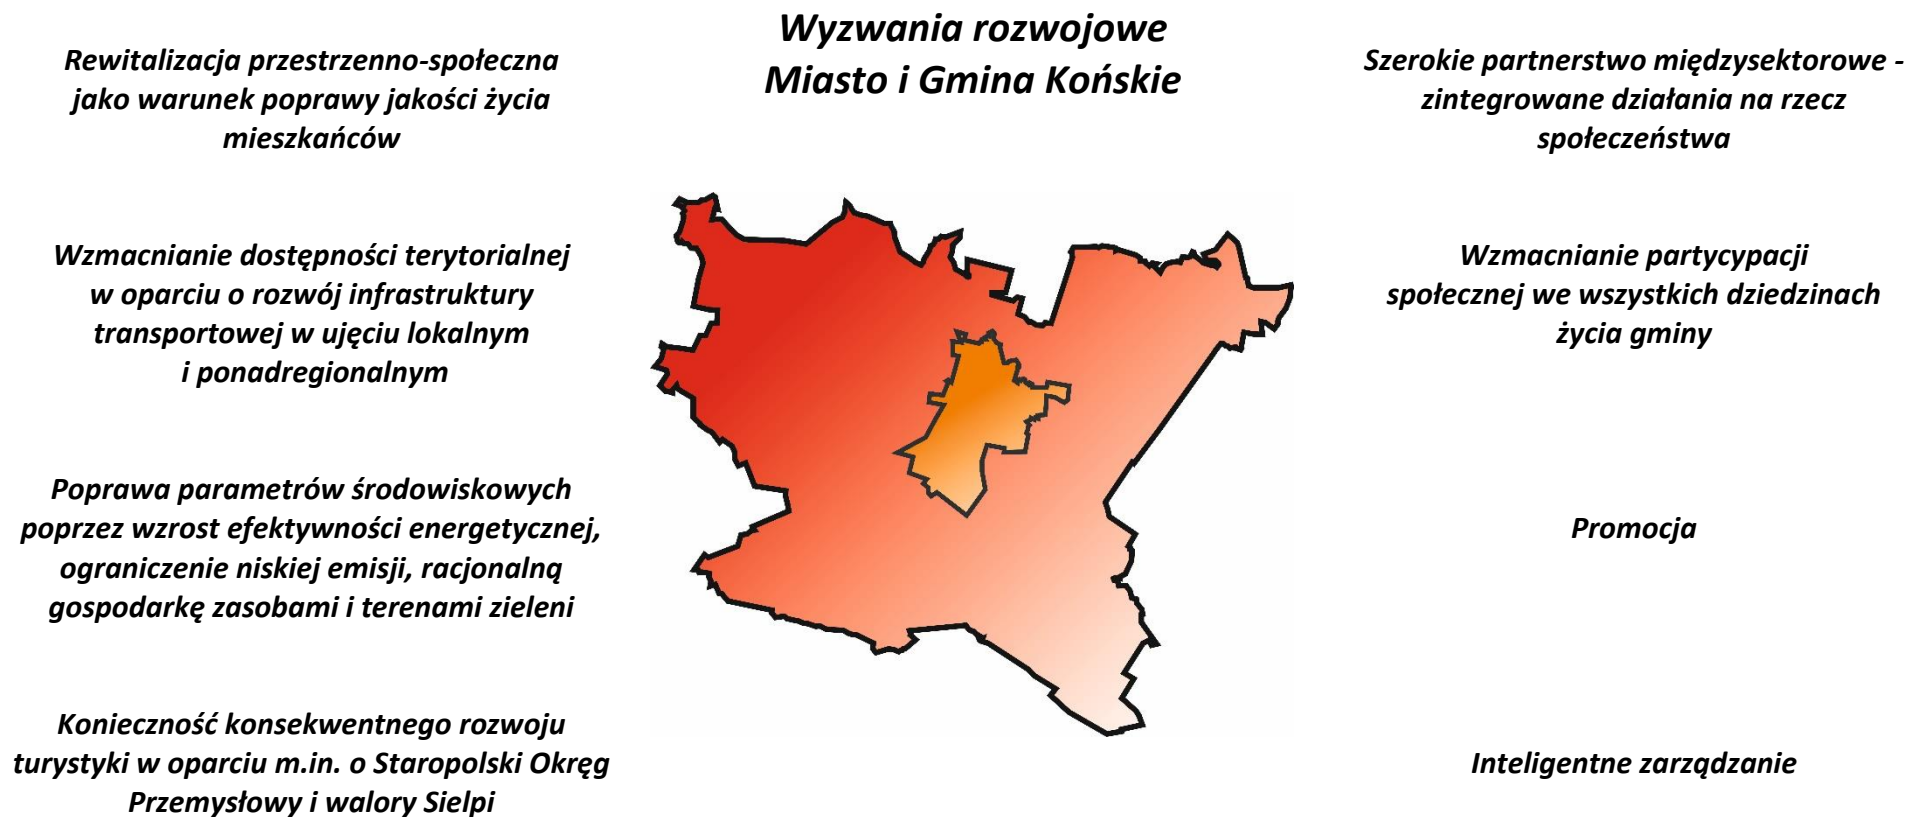 Wyzwania rozwojowe
Miasto i Gmina Końskie
Rewitalizacja przestrzenno-społeczna
jako warunek poprawy jakości życia
mieszkańców
Wzmacnianie dostępności terytorialnej
w oparciu o rozwój infrastruktury
transportowej w ujęciu lokalnym
i ponadregionalnym
Poprawa parametrów środowiskowych
poprzez wzrost efektywności energetycznej,
ograniczenie niskiej emisji, racjonalną
gospodarkę zasobami i terenami zieleni
Konieczność konsekwentnego rozwoju
turystyki w oparciu m.in. o Staropolski Okręg
Przemysłowy i walory Sielpi
Szerokie partnerstwo międzysektorowe -
zintegrowane działania na rzecz
społeczeństwa
Wzmacnianie partycypacji
społecznej we wszystkich dziedzinach
życia gminy
Promocja
Inteligentne zarządzanie